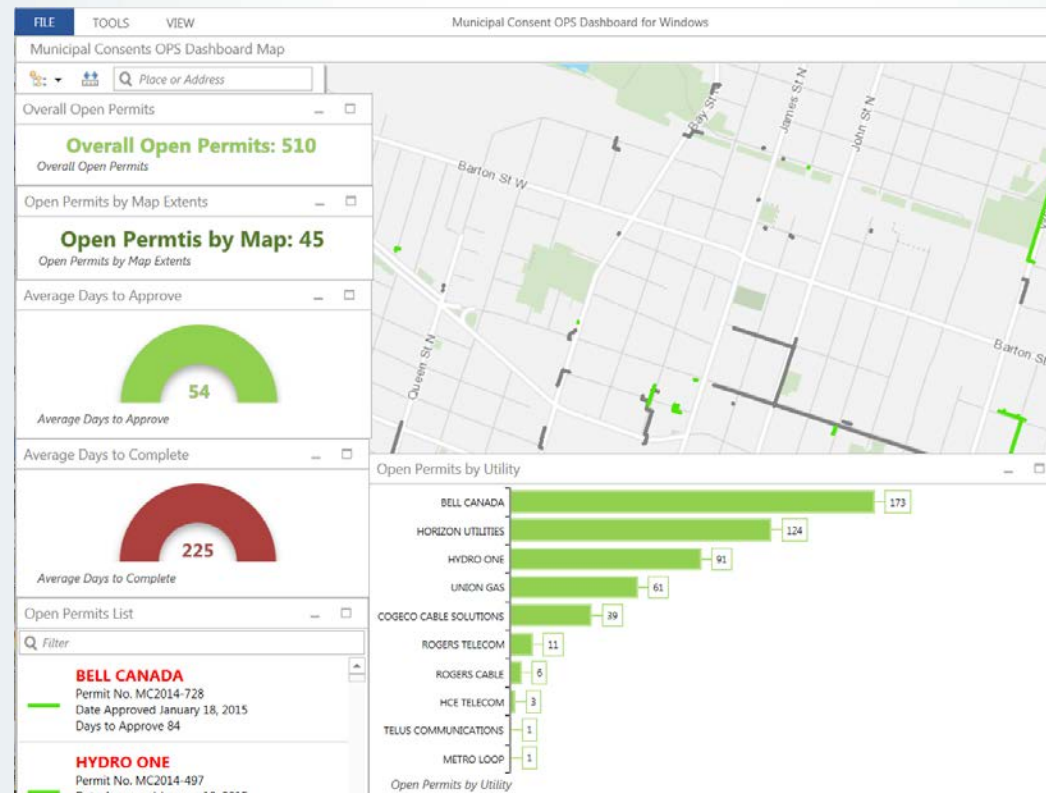 FILE TOOLS VIEW Municipal Consent OPS Dashboard for Windows
Municipal Consents OPS Dashboard Map
Place or Address
Overall Open Permits
Overall Open Permits: 510
Overall Open Permits
Open Permits by Map Extents
Open Permtis by Map: 45
Open Permits by Map Extents
Average Days to Approve
54
Average Days to Approve
Average Days to Complete
225
Average Days to Complete
Open Permits List
Filter
BELL CANADA
Permit No. MC2014-728
Date Approved January 18, 2015
Days to Approve 84
HYDRO ONE
Permit No. MC2014-497
Bay St N
James St N
John St N
Barton St W
Queen St N
Barton St
Open Permits by Utility
BELL CANADA 173
HORIZON UTILITIES 124
HYDRO ONE 91
UNION GAS 61
COGECO CABLE SOLUTIONS 39
ROGERS TELECOM 11
ROGERS CABLE 6
HCE TELECOM 3
TELUS COMMUNICATIONS 1
METRO LOOP 1
Open Permits by Utility